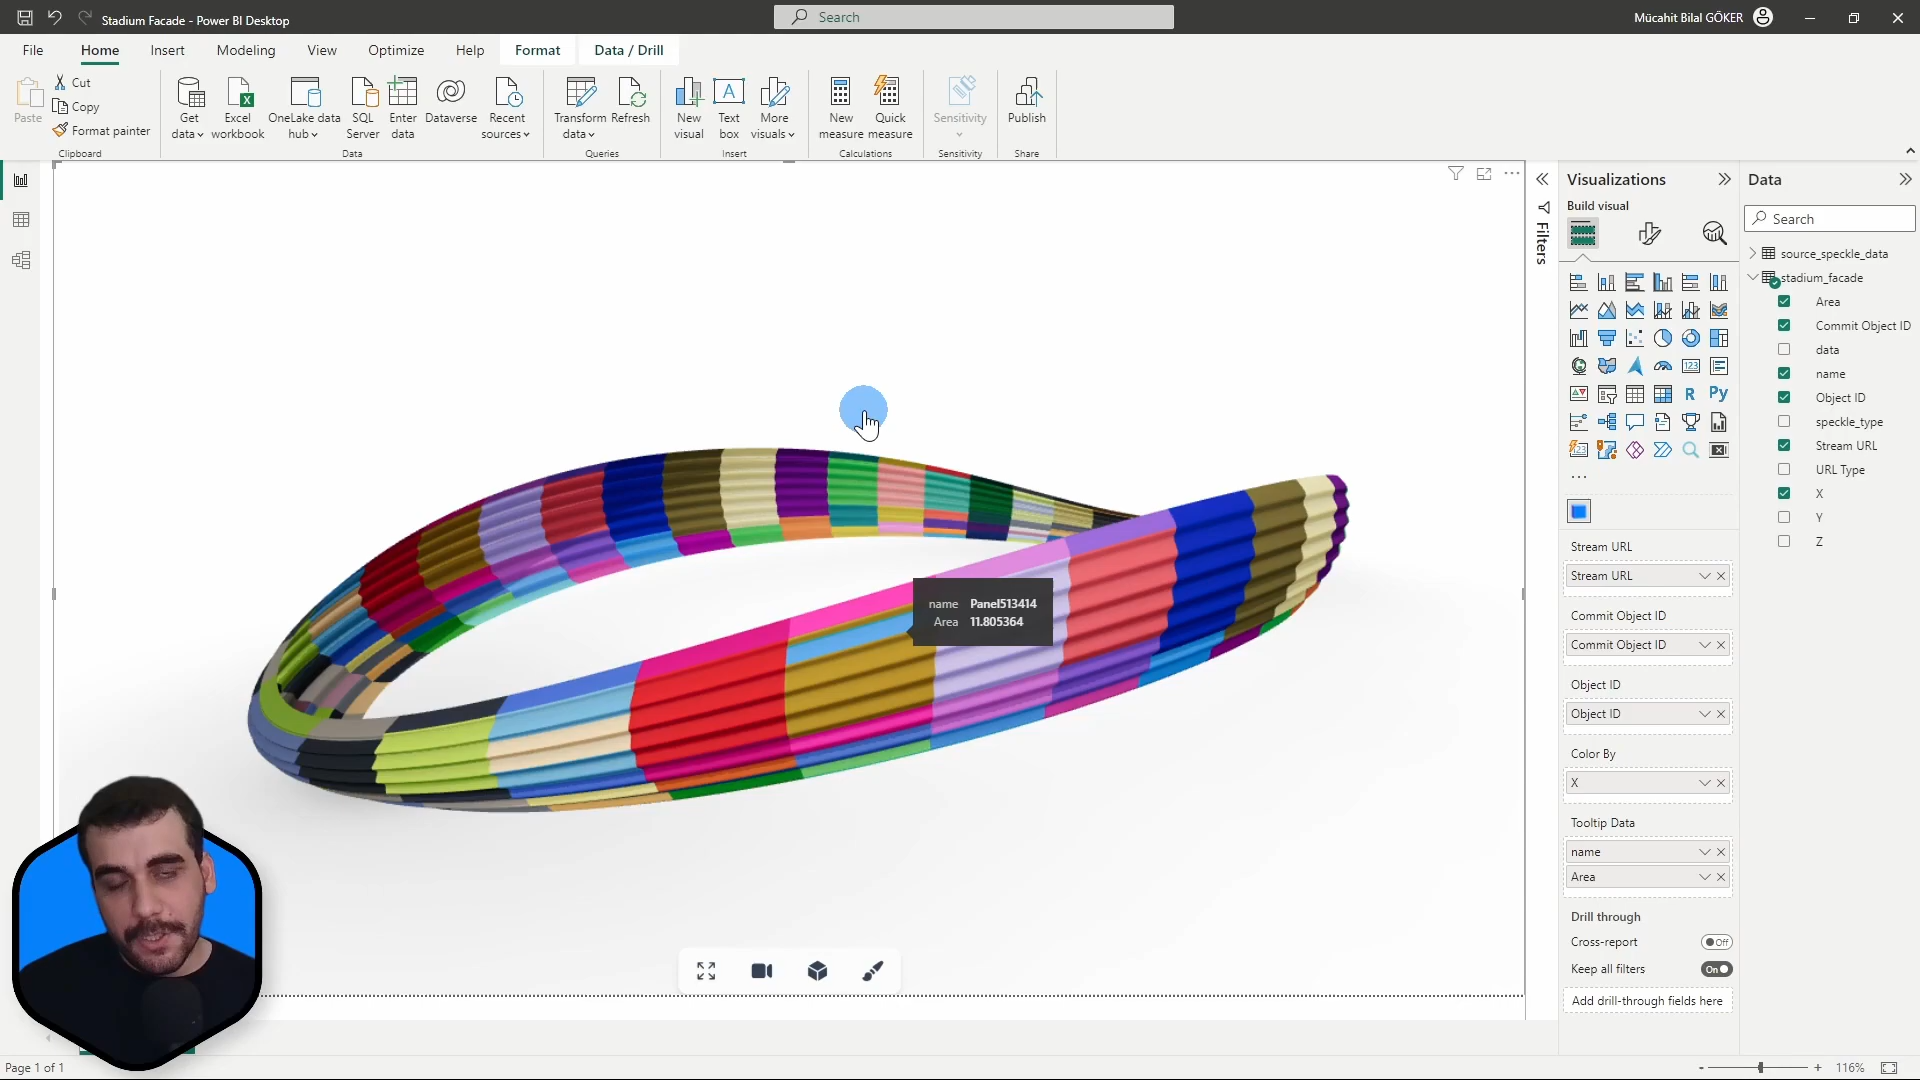 Stadium Facade - Power BI Desktop
Search
Mücahit Bilal GÖKER
File
Home
Insert
Modeling
View
Optimize
Help
Format
Data / Drill
Paste
Cut
Copy
Format painter
Clipboard
Get data
Excel workbook
OneLake data hub
SQL Server
Enter data
Dataverse
Recent sources
Data
Transform data
Refresh
Queries
New visual
Text box
More visuals
Insert
New measure
Quick measure
Calculations
Sensitivity
Sensitivity
Publish
Share
name Panel513414
Area 11.805364
Filters
Visualizations
Build visual
R
Py
123
...
Stream URL
Stream URL
Commit Object ID
Commit Object ID
Object ID
Object ID
Color By
X
Tooltip Data
name
Area
Drill through
Cross-report
Off
Keep all filters
On
Add drill-through fields here
Data
Search
source_speckle_data
stadium_facade
Area
Commit Object ID
data
name
Object ID
speckle_type
Stream URL
URL Type
X
Y
Z
Page 1 of 1
- + 116%